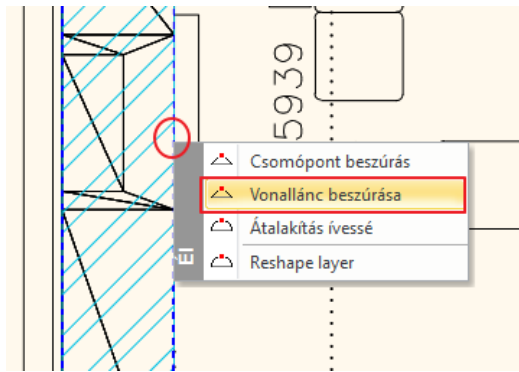 5939
Csomópont beszúrás
Vonallánc beszúrása
Átalakítás ívessé
Reshape layer
Él